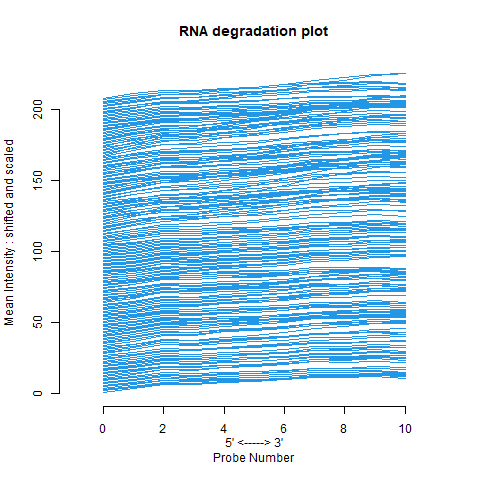 RNA degradation plot
Mean Intensity : shifted and scaled
200
150
100
50
0
0 2 4 6 8 10
5' <-----> 3'
Probe Number